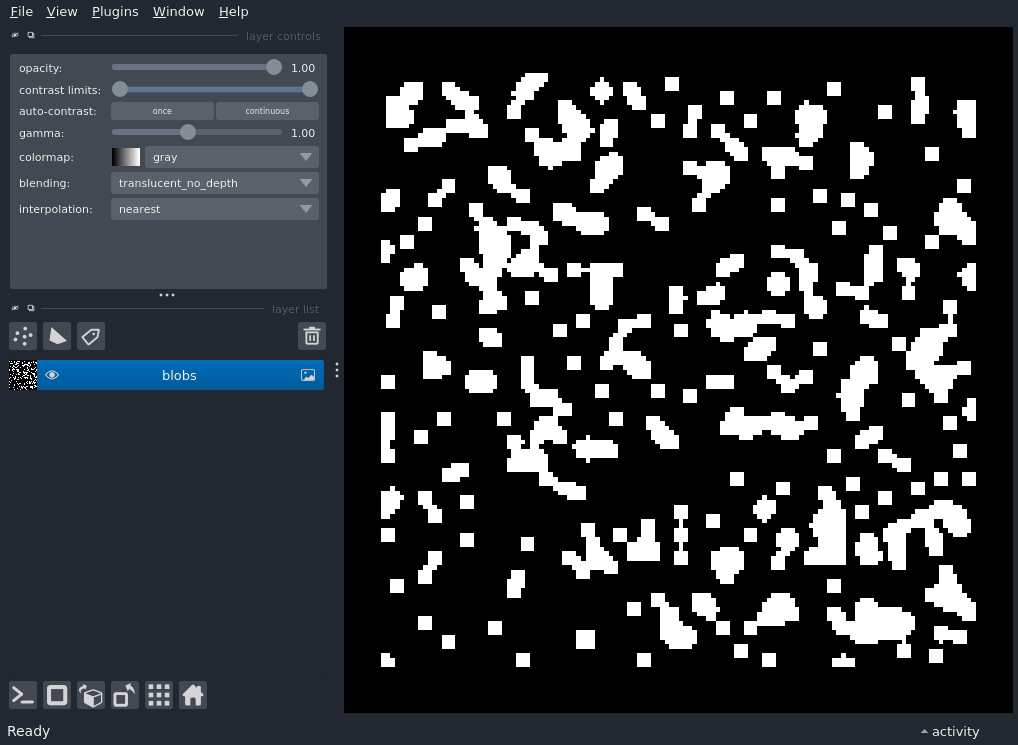 File View Plugins Window Help
layer controls
opacity: 1.00
contrast limits:
auto-contrast: once continuous
gamma: 1.00
colormap: gray
blending: translucent_no_depth
interpolation: nearest
layer list
blobs
Ready activity